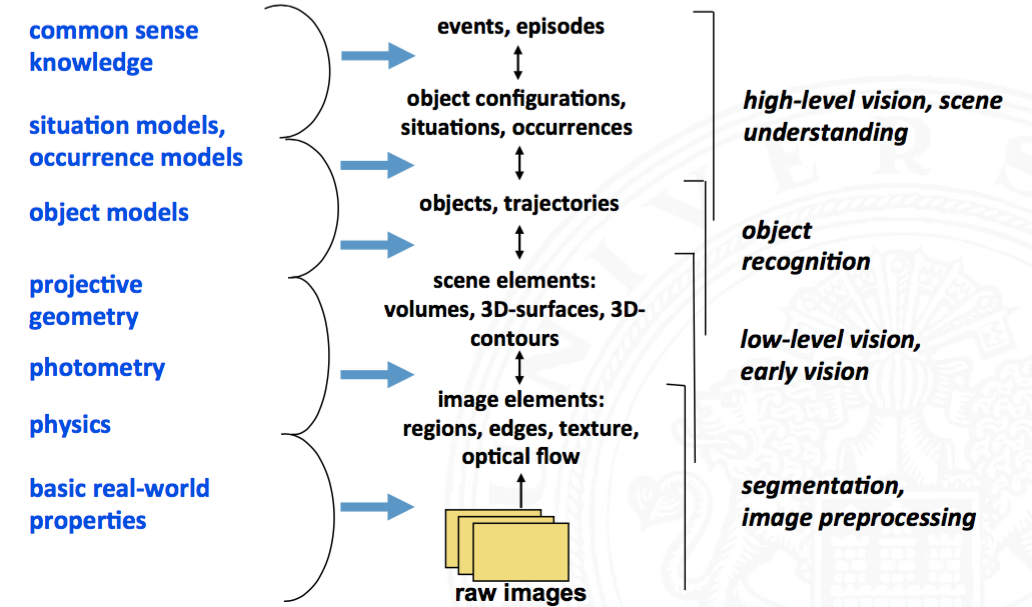 common sense
knowledge
situation models,
occurrence models
object models
projective
geometry
photometry
physics
basic real-world
properties
events, episodes
object configurations,
situations, occurrences
objects, trajectories
scene elements:
volumes, 3D-surfaces, 3D-
contours
image elements:
regions, edges, texture,
optical flow
raw images
high-level vision, scene
understanding
object
recognition
low-level vision,
early vision
segmentation,
image preprocessing